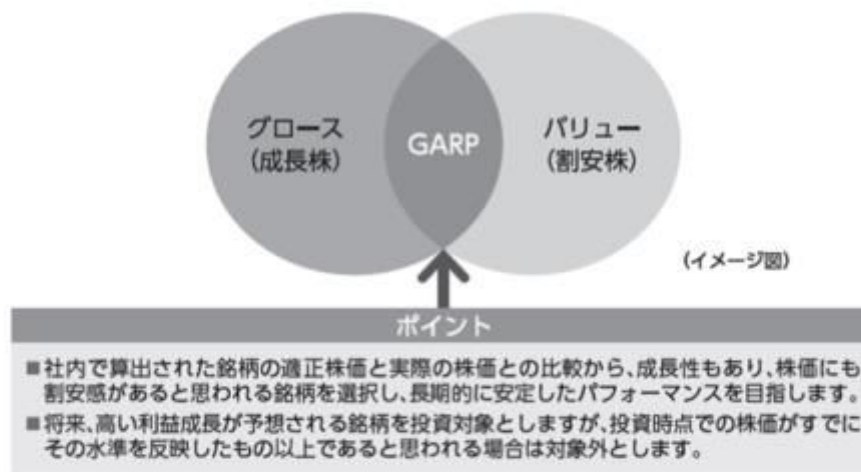 グロース
(成長株)
GARP
バリュー
(割安株)
(イメージ図)
ポイント
■社内で算出された銘柄の適正株価と実際の株価との比較から、成長性もあり、株価にも
割安感があると思われる銘柄を選択し、長期的に安定したパフォーマンスを目指します。
■将来、高い利益成長が予想される銘柄を投資対象としますが、投資時点での株価がすでに
その水準を反映したもの以上であると思われる場合は対象外とします。